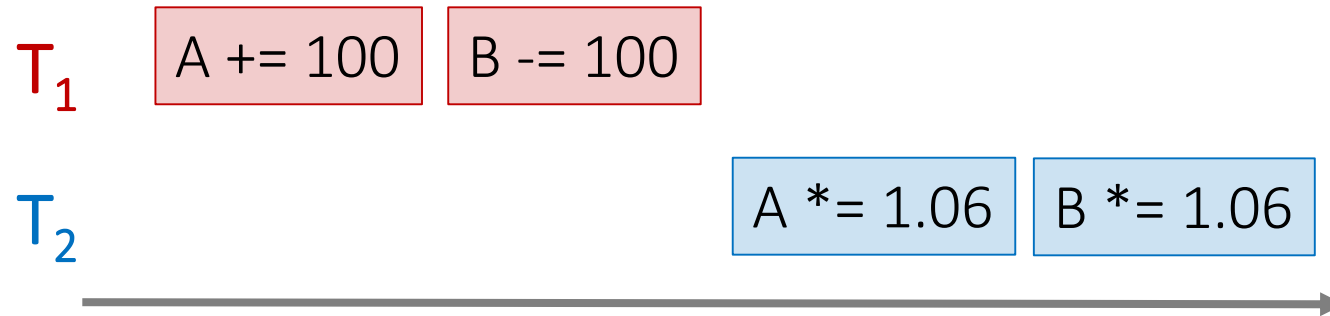 T₁ A += 100 B -= 100
T₂ A *= 1.06 B *= 1.06